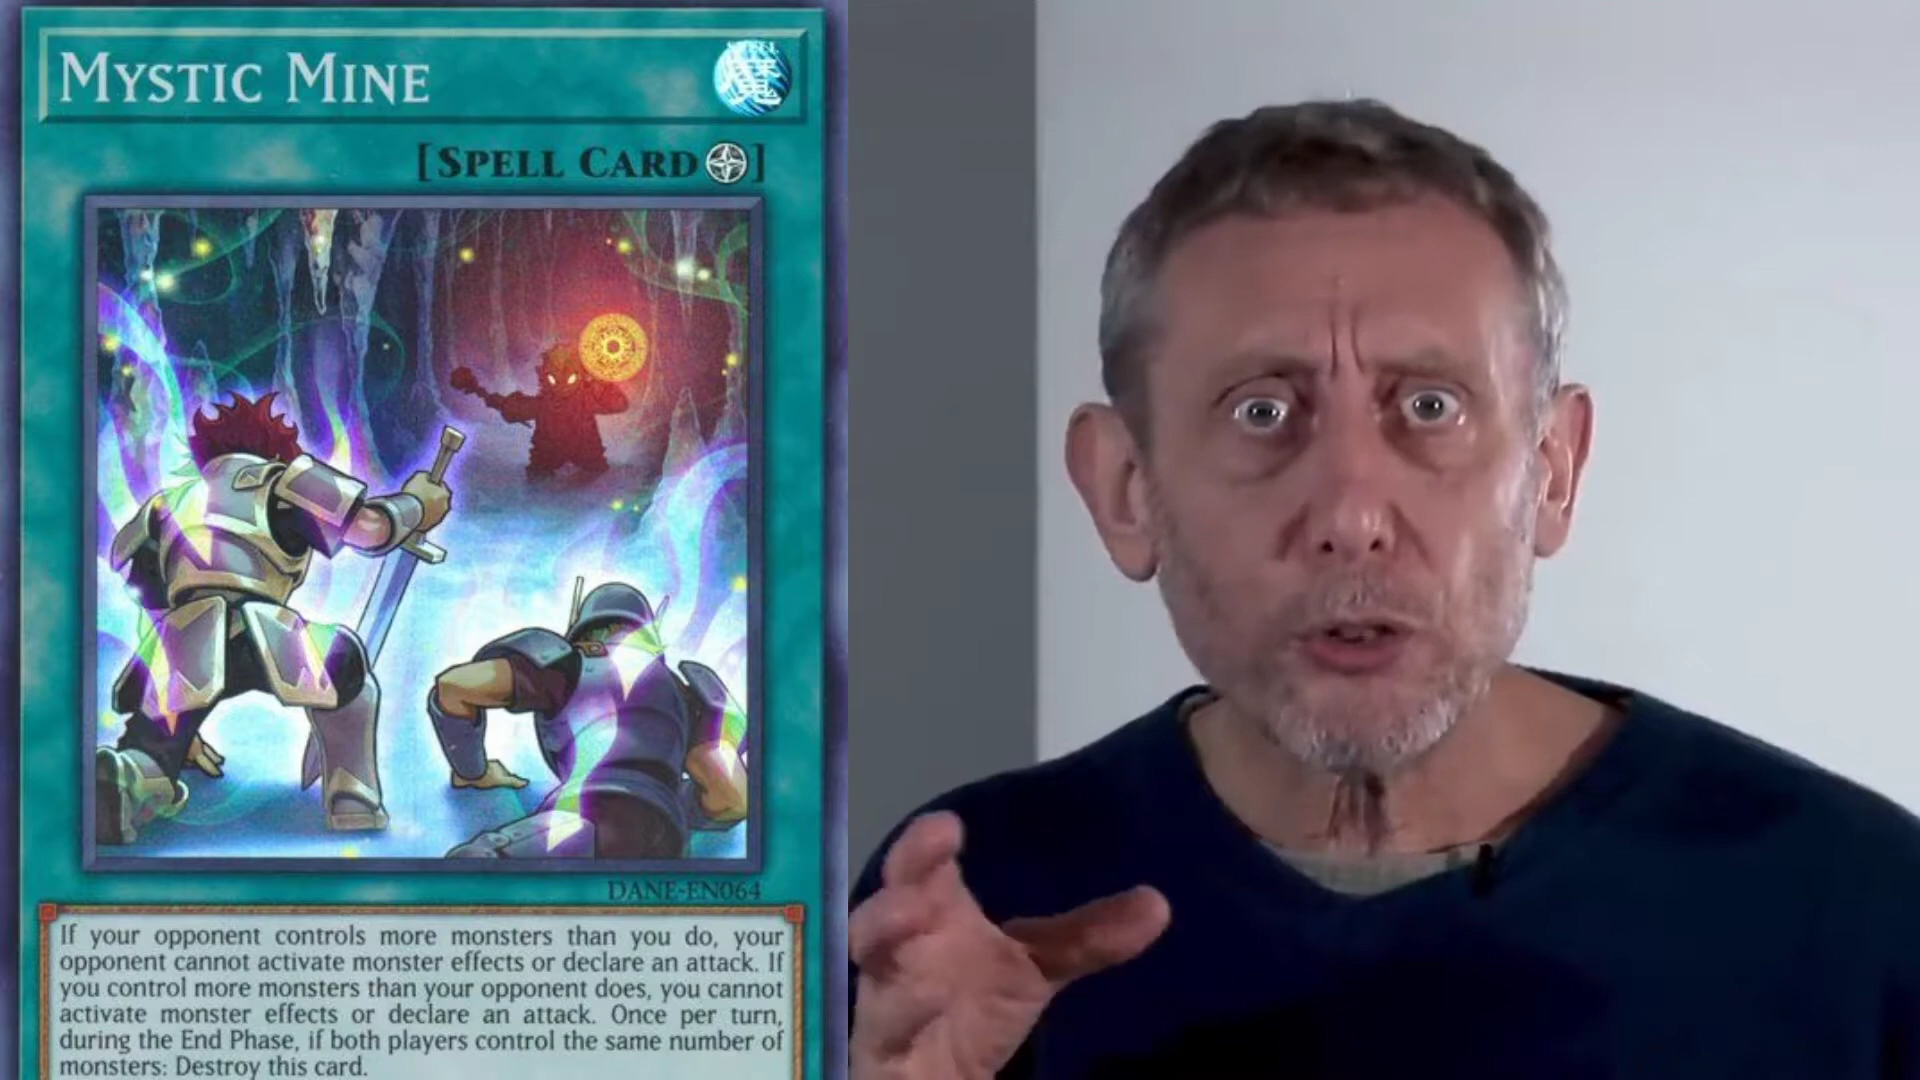 MYSTIC MINE
[SPELL CARD]
DANE-EN064
If your opponent controls more monsters than you do, your
opponent cannot activate monster effects or declare an attack. If
you control more monsters than your opponent does, you cannot
activate monster effects or declare an attack. Once per turn,
during the End Phase, if both players control the same number of
monsters: Destroy this card.